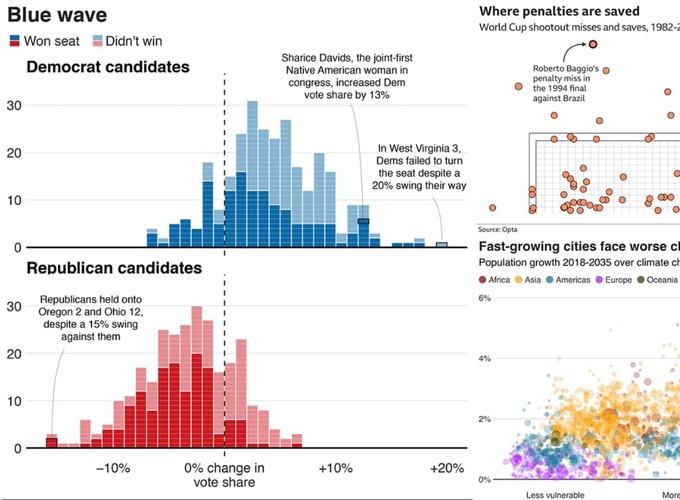 Blue wave
Won seat
Didn't win
Democrat candidates
Sharice Davids, the joint-first
Native American woman in
congress, increased Dem
vote share by 13%
In West Virginia 3,
Dems failed to turn
the seat despite a
20% swing their way
30
20
10
0
Republican candidates
Republicans held onto
Oregon 2 and Ohio 12,
despite a 15% swing
against them
30
20
10
0
−10%
0% change in
vote share
+10%
+20%
Where penalties are saved
World Cup shootout misses and saves, 1982-2
Roberto Baggio's
penalty miss in
the 1994 final
against Brazil
Source: Opta
Fast-growing cities face worse cl
Population growth 2018-2035 over climate ch
Africa
Asia
Americas
Europe
Oceania
6%
4%
2%
0%
Less vulnerable
More